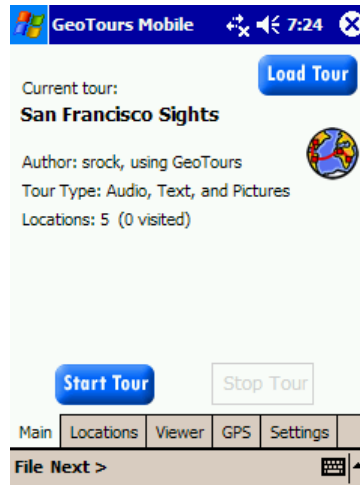 GeoTours Mobile 7:24
Load Tour
Current tour:
San Francisco Sights
Author: srock, using GeoTours
Tour Type: Audio, Text, and Pictures
Locations: 5 (0 visited)
Start Tour Stop Tour
Main Locations Viewer GPS Settings
File Next >